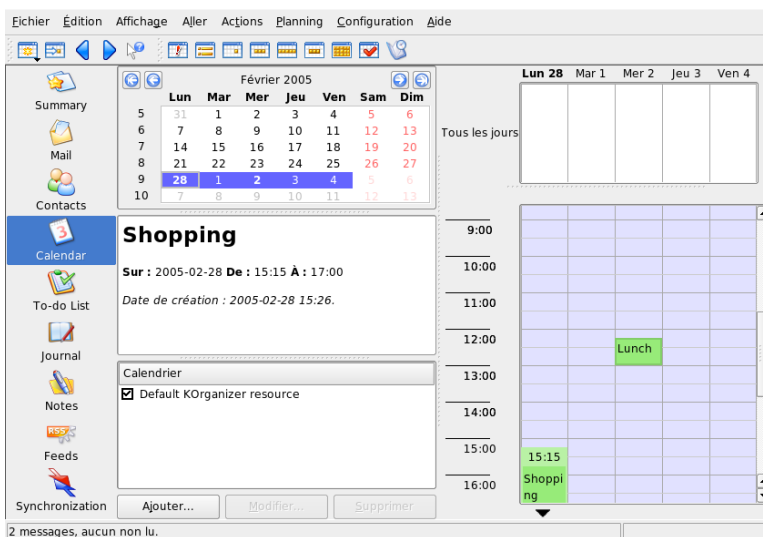 Fichier Édition Affichage Aller Actions Planning Configuration Aide
Summary
Mail
Contacts
3
Calendar
To-do List
Journal
Notes
RSS
Feeds
Synchronization
Février 2005
Lun Mar Mer Jeu Ven Sam Dim
5 31 1 2 3 4 5 6
6 7 8 9 10 11 12 13
7 14 15 16 17 18 19 20
8 21 22 23 24 25 26 27
9 28 1 2 3 4 5 6
10 7 8 9 10 11 12 13
Shopping
Sur : 2005-02-28 De : 15:15 À : 17:00
Date de création : 2005-02-28 15:26.
Calendrier
Default KOrganizer resource
Ajouter... Modifier... Supprimer
Lun 28 Mar 1 Mer 2 Jeu 3 Ven 4
Tous les jours
9:00
10:00
11:00
12:00
Lunch
13:00
14:00
15:00
15:15
16:00
Shoppi
ng
2 messages, aucun non lu.